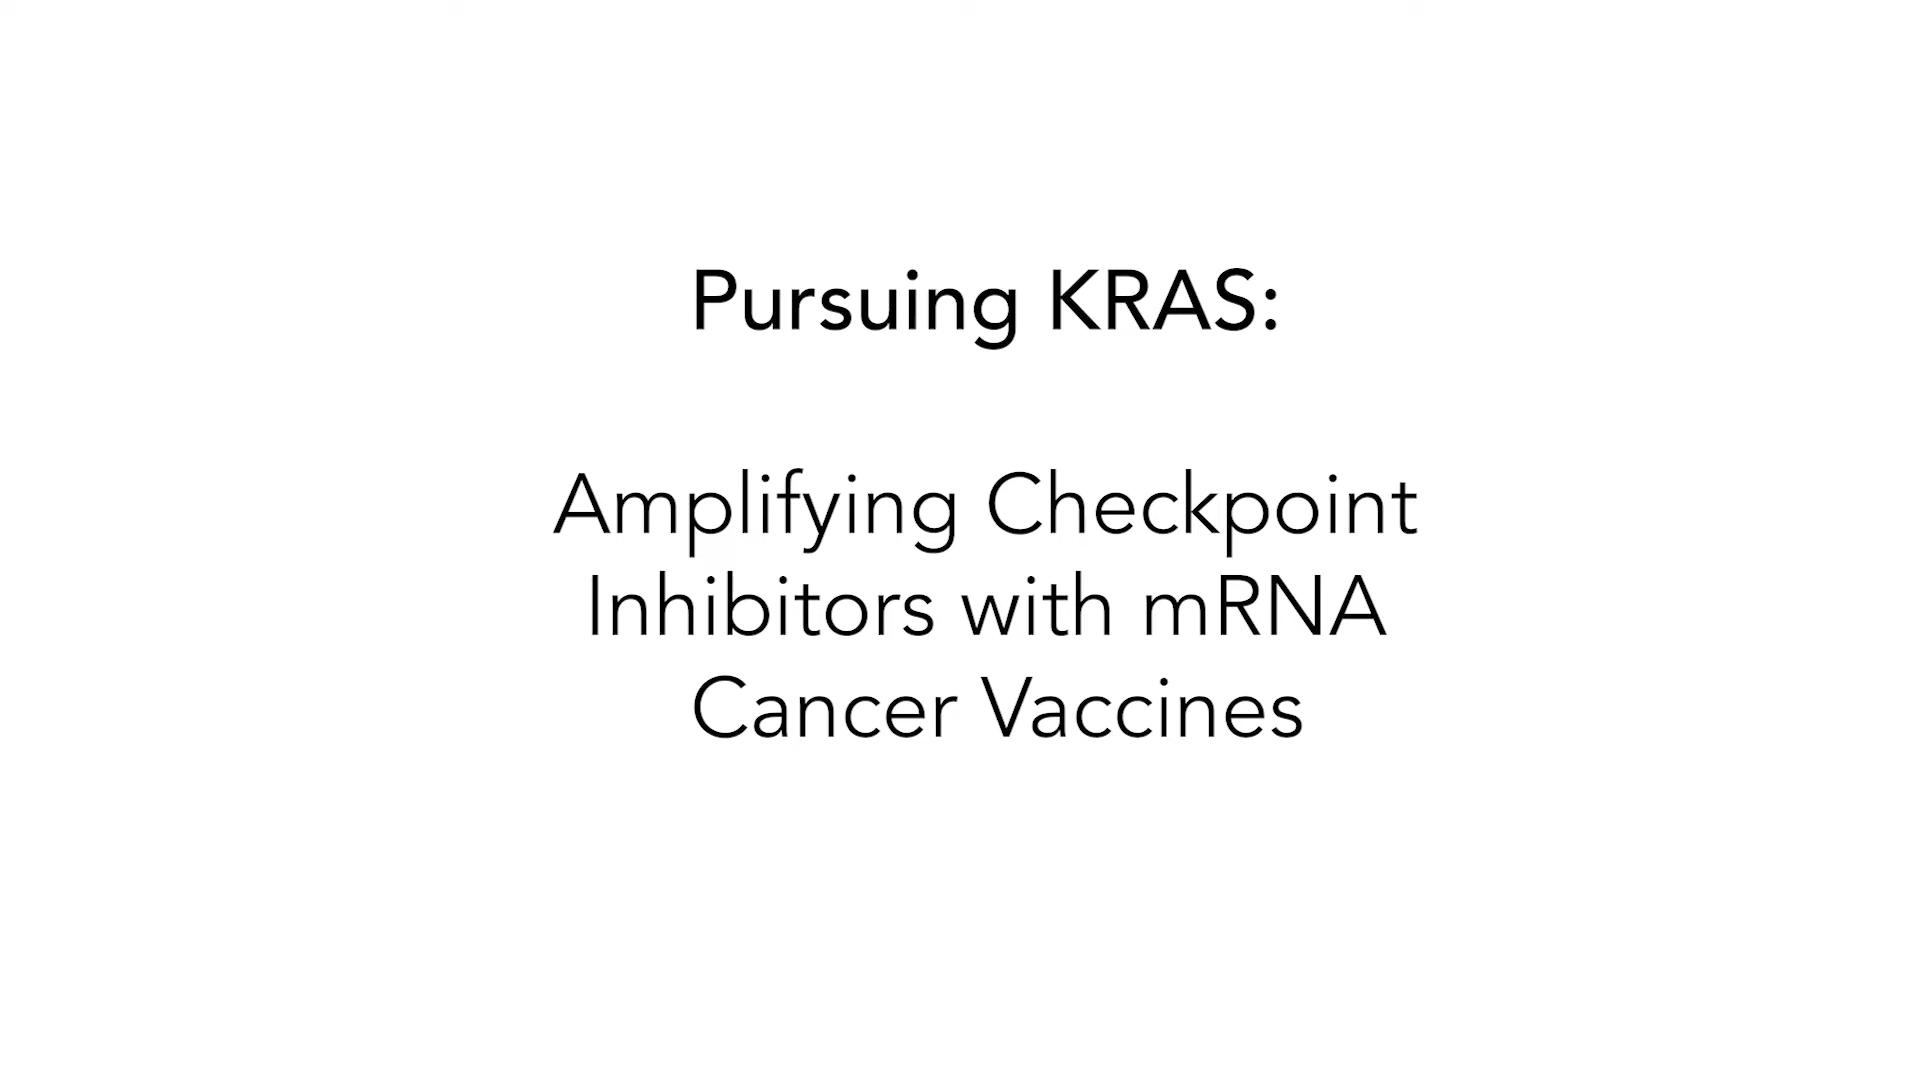 Pursuing KRAS:
Amplifying Checkpoint
Inhibitors with mRNA
Cancer Vaccines